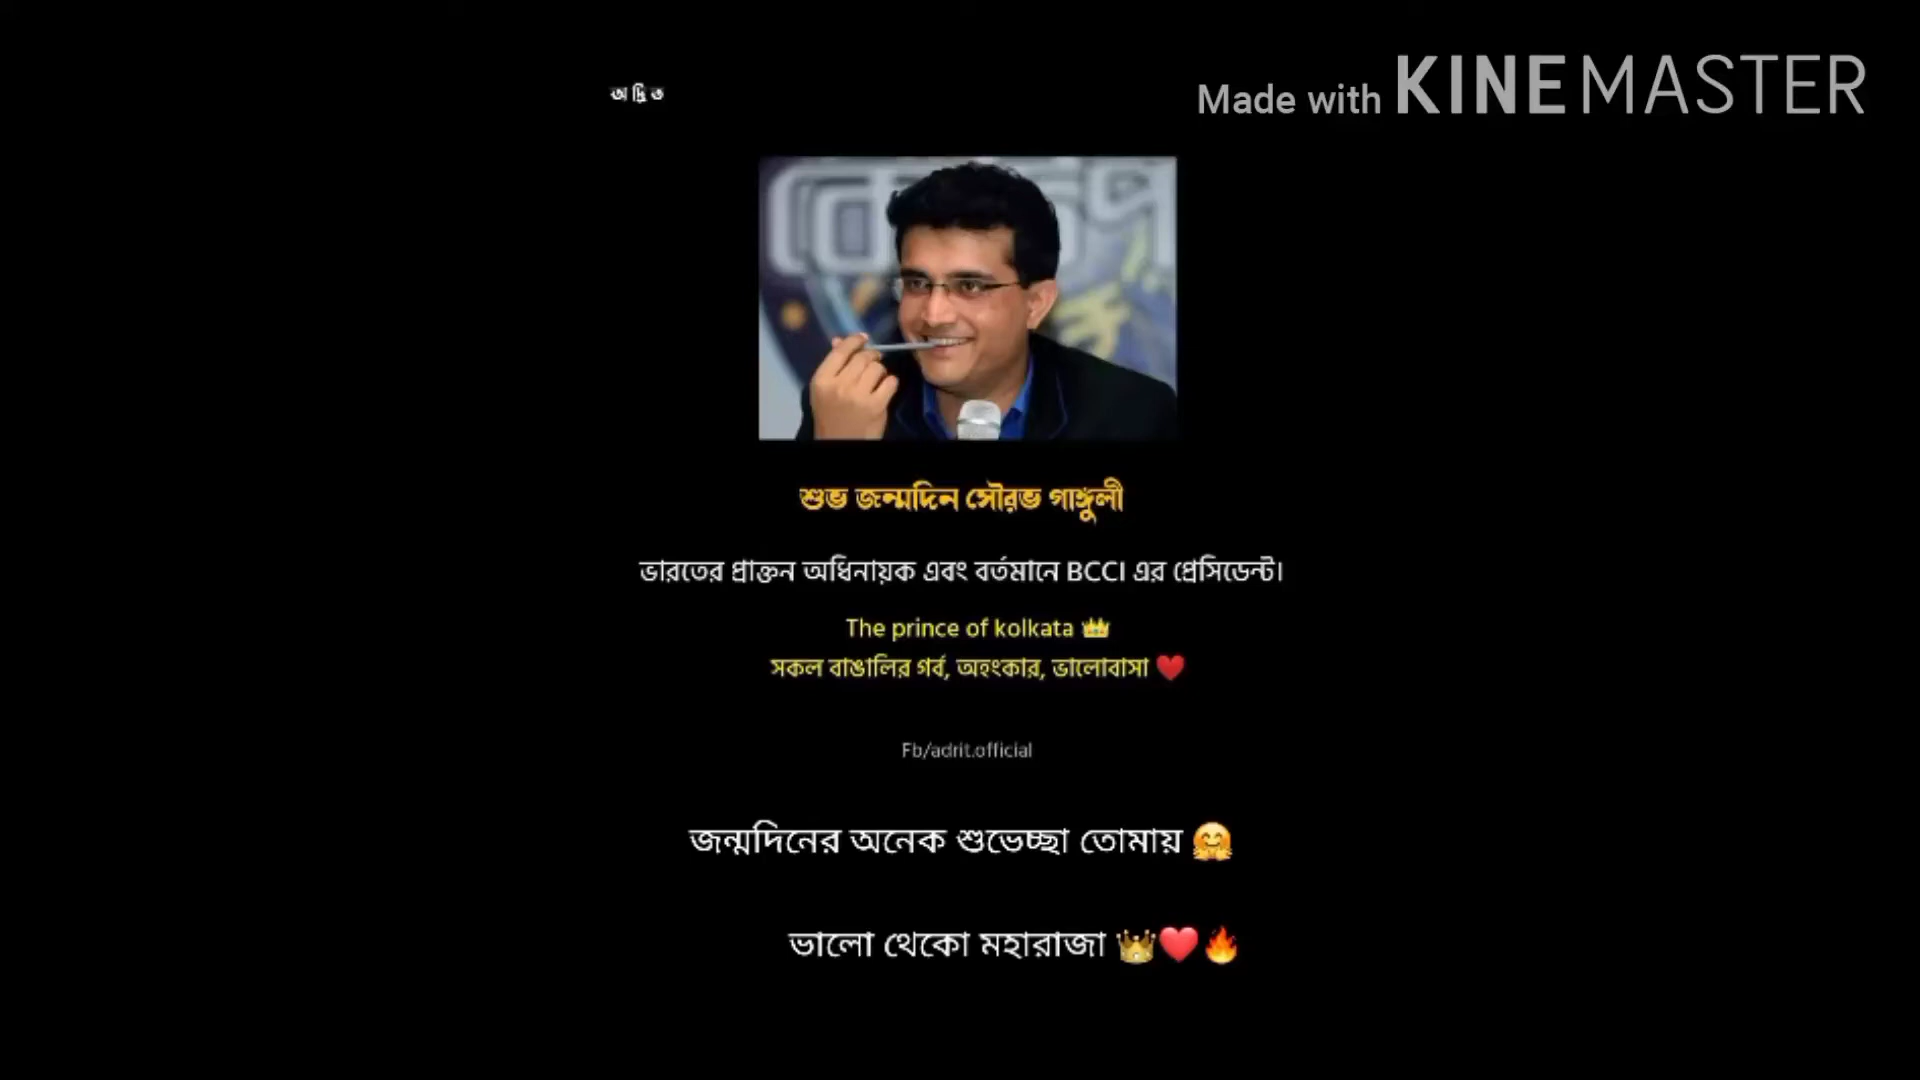 অদ্রিত
Made with KINEMASTER
শুভ জন্মদিন সৌরভ গাঙ্গুলী
ভারতের প্রাক্তন অধিনায়ক এবং বর্তমানে BCCI এর প্রেসিডেন্ট।
The prince of kolkata 👑
সকল বাঙালির গর্ব, অহংকার, ভালোবাসা ❤️
Fb/adrit.official
জন্মদিনের অনেক শুভেচ্ছা তোমায় 🤗
ভালো থেকো মহারাজা 👑❤️🔥